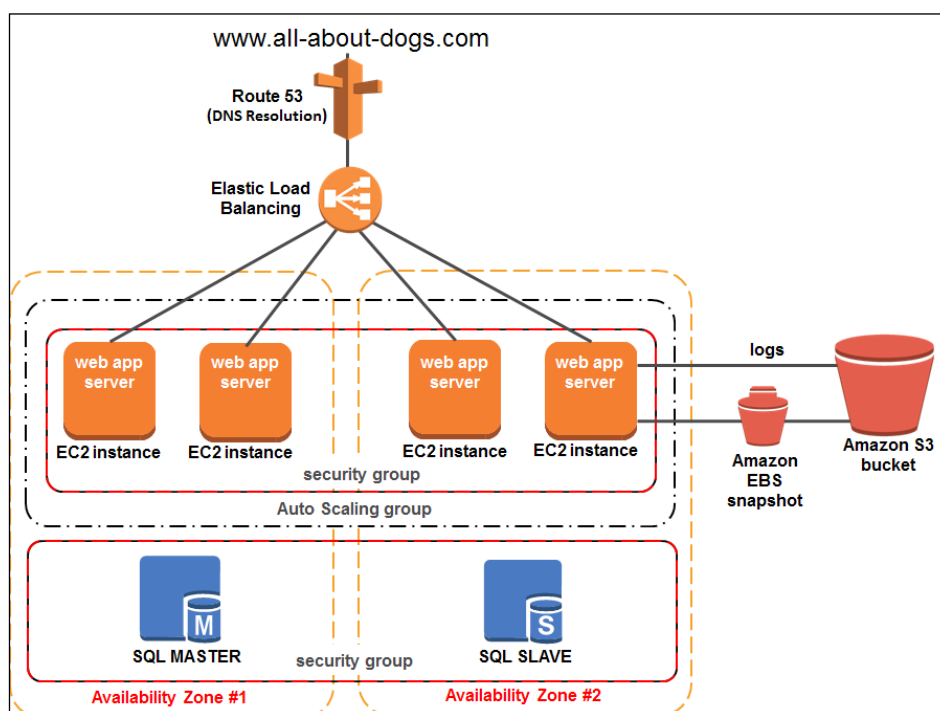 www.all-about-dogs.com
Route 53
(DNS Resolution)
Elastic Load
Balancing
web app
server
web app
server
web app
server
web app
server
EC2 instance
EC2 instance
EC2 instance
EC2 instance
logs
Amazon S3
bucket
Amazon
EBS
snapshot
security group
Auto Scaling group
M
S
SQL MASTER
SQL SLAVE
security group
Availability Zone #1
Availability Zone #2